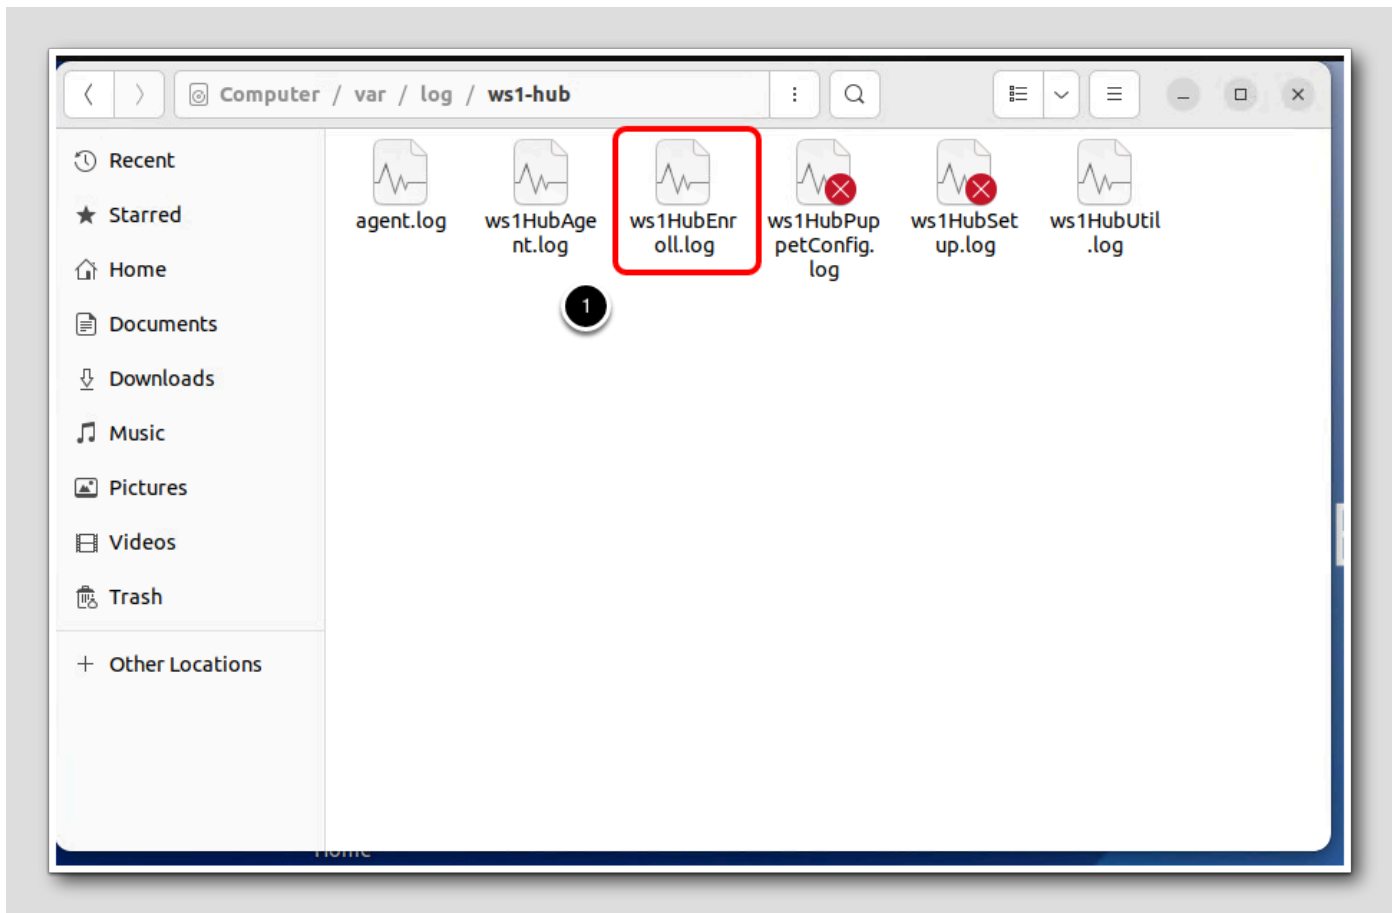 Computer / var / log / ws1-hub
Recent
Starred
Home
Documents
Downloads
Music
Pictures
Videos
Trash
Other Locations
agent.log
ws1HubAge
nt.log
ws1HubEnr
oll.log
ws1HubPup
petConfig.
log
ws1HubSet
up.log
ws1HubUtil
.log
1
Home